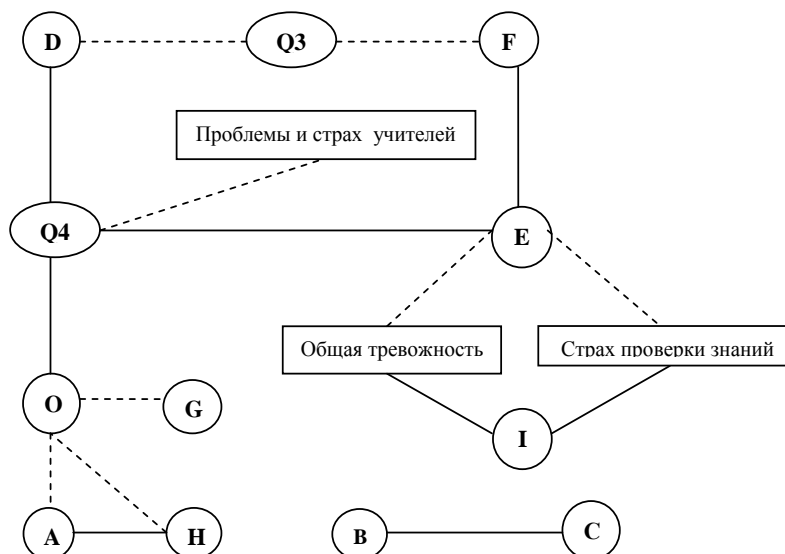 D Q3 F
Проблемы и страх учителей
Q4 E
Общая тревожность Страх проверки знаний
O G I
A H B C